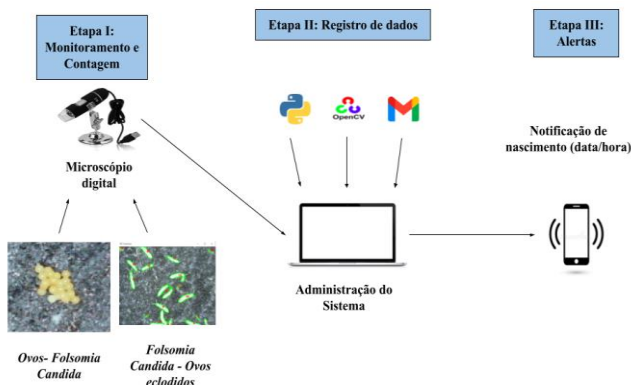 Etapa I:
Monitoramento e
Contagem
Etapa II: Registro de dados
Etapa III:
Alertas
OpenCV
Microscópio
digital
Notificação de
nascimento (data/hora)
Administração do
Sistema
Ovos- Folsomia
Candida
Folsomia
Candida - Ovos
eclodidos